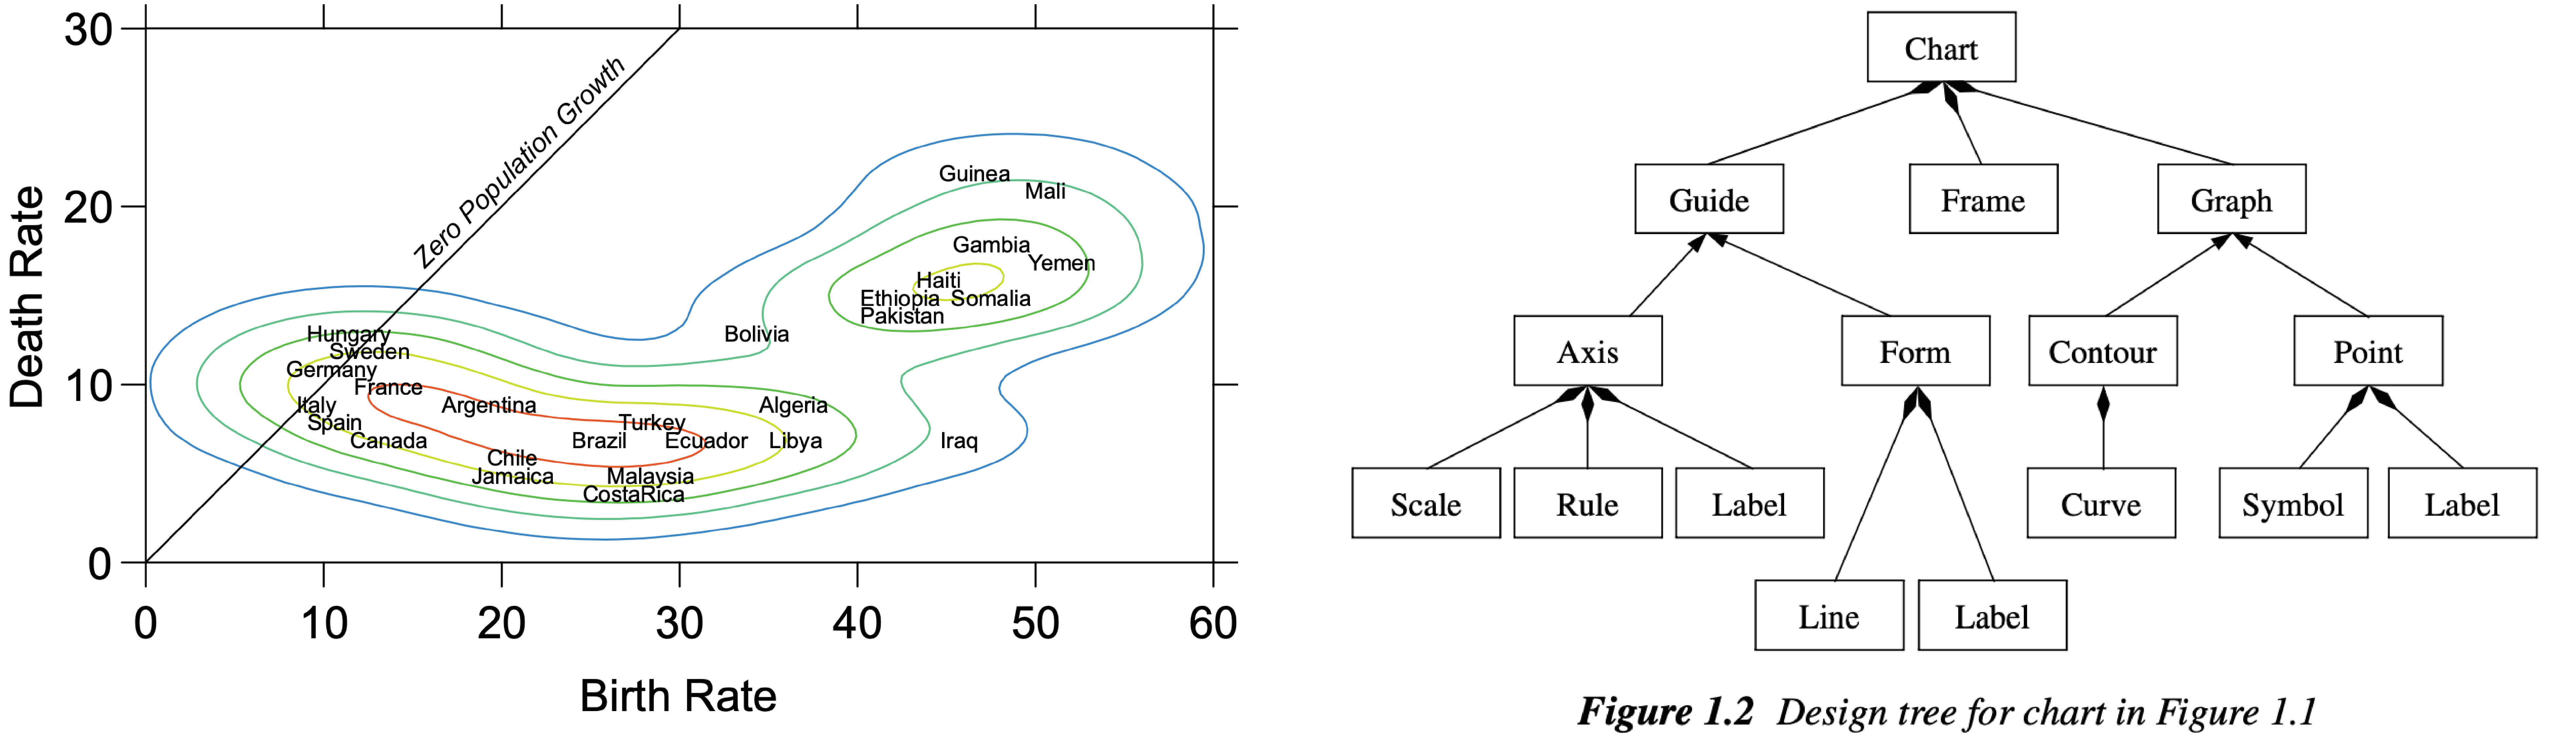 30
20
10
0
Death Rate
0 10 20 30 40 50 60
Birth Rate
Zero Population Growth
Guinea
Mali
Gambia
Yemen
Haiti
Ethiopia Somalia
Pakistan
Bolivia
Hungary
Sweden
Germany
France
Italy
Argentina
Algeria
Spain
Turkey
Canada
Brazil
Ecuador
Libya
Iraq
Chile
Jamaica
Malaysia
CostaRica
Chart
Guide
Frame
Graph
Axis
Form
Contour
Point
Scale
Rule
Label
Curve
Symbol
Label
Line
Label
Figure 1.2 Design tree for chart in Figure 1.1